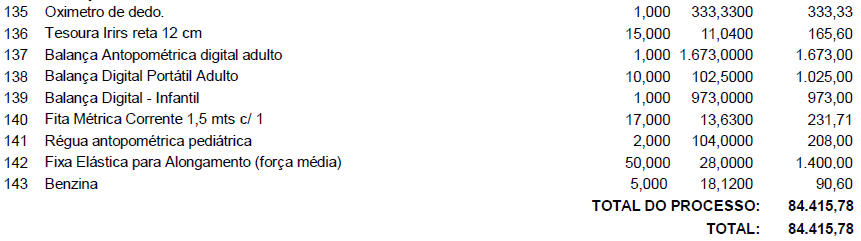 135 Oximetro de dedo. 1,000 333,3300 333,33
136 Tesoura Irirs reta 12 cm 15,000 11,0400 165,60
137 Balança Antopométrica digital adulto 1,000 1.673,0000 1.673,00
138 Balança Digital Portátil Adulto 10,000 102,5000 1.025,00
139 Balança Digital - Infantil 1,000 973,0000 973,00
140 Fita Métrica Corrente 1,5 mts c/ 1 17,000 13,6300 231,71
141 Régua antopométrica pediátrica 2,000 104,0000 208,00
142 Fixa Elástica para Alongamento (força média) 50,000 28,0000 1.400,00
143 Benzina 5,000 18,1200 90,60
TOTAL DO PROCESSO: 84.415,78
TOTAL: 84.415,78